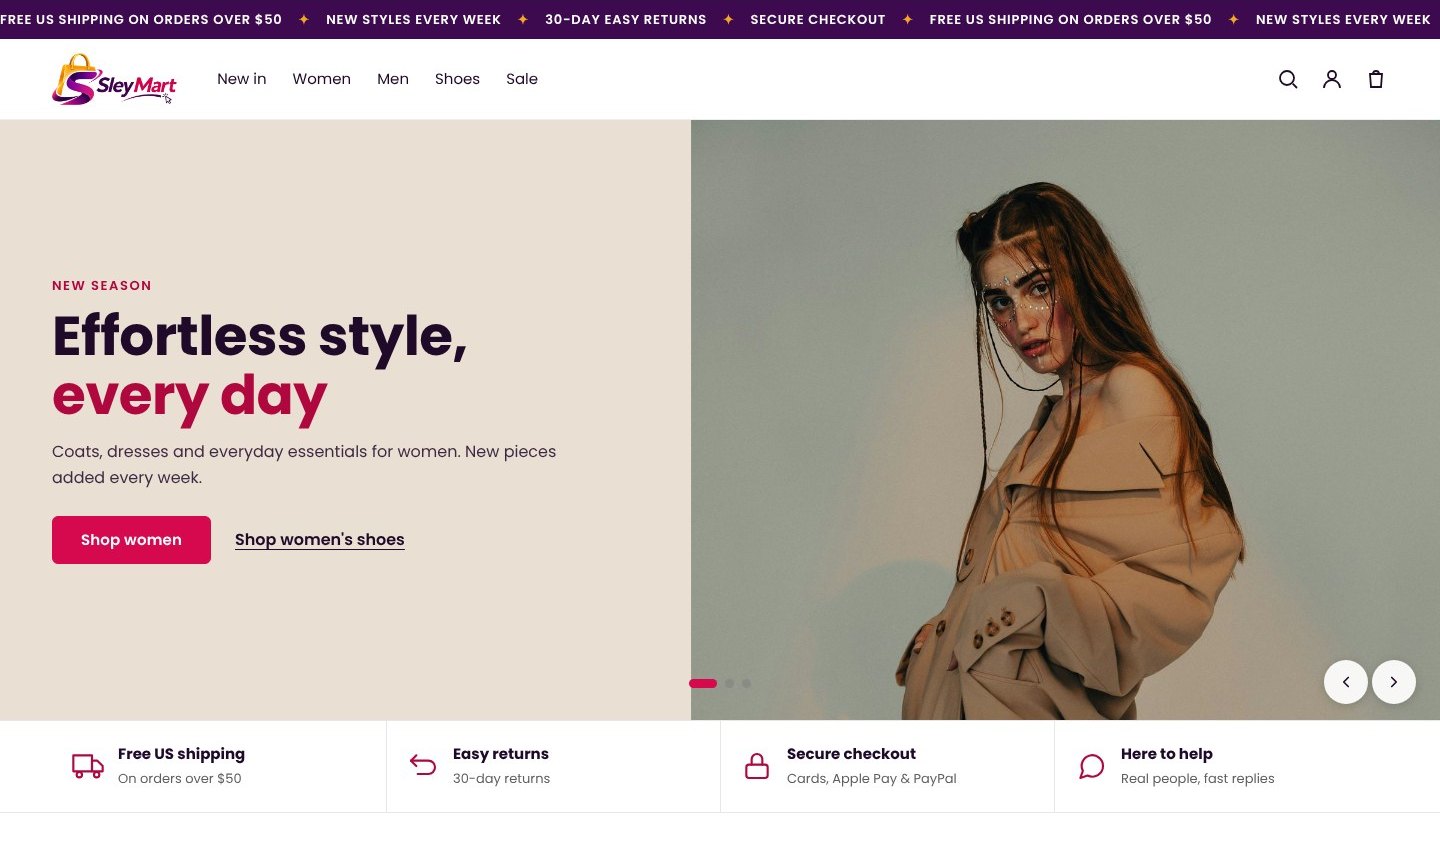 FREE US SHIPPING ON ORDERS OVER $50 ✦ NEW STYLES EVERY WEEK ✦ 30-DAY EASY RETURNS ✦ SECURE CHECKOUT ✦ FREE US SHIPPING ON ORDERS OVER $50 ✦ NEW STYLES EVERY WEEK
SleyMart New in Women Men Shoes Sale
NEW SEASON
Effortless style,
every day
Coats, dresses and everyday essentials for women. New pieces
added every week.
Shop women Shop women's shoes
Free US shipping Easy returns Secure checkout Here to help
On orders over $50 30-day returns Cards, Apple Pay & PayPal Real people, fast replies